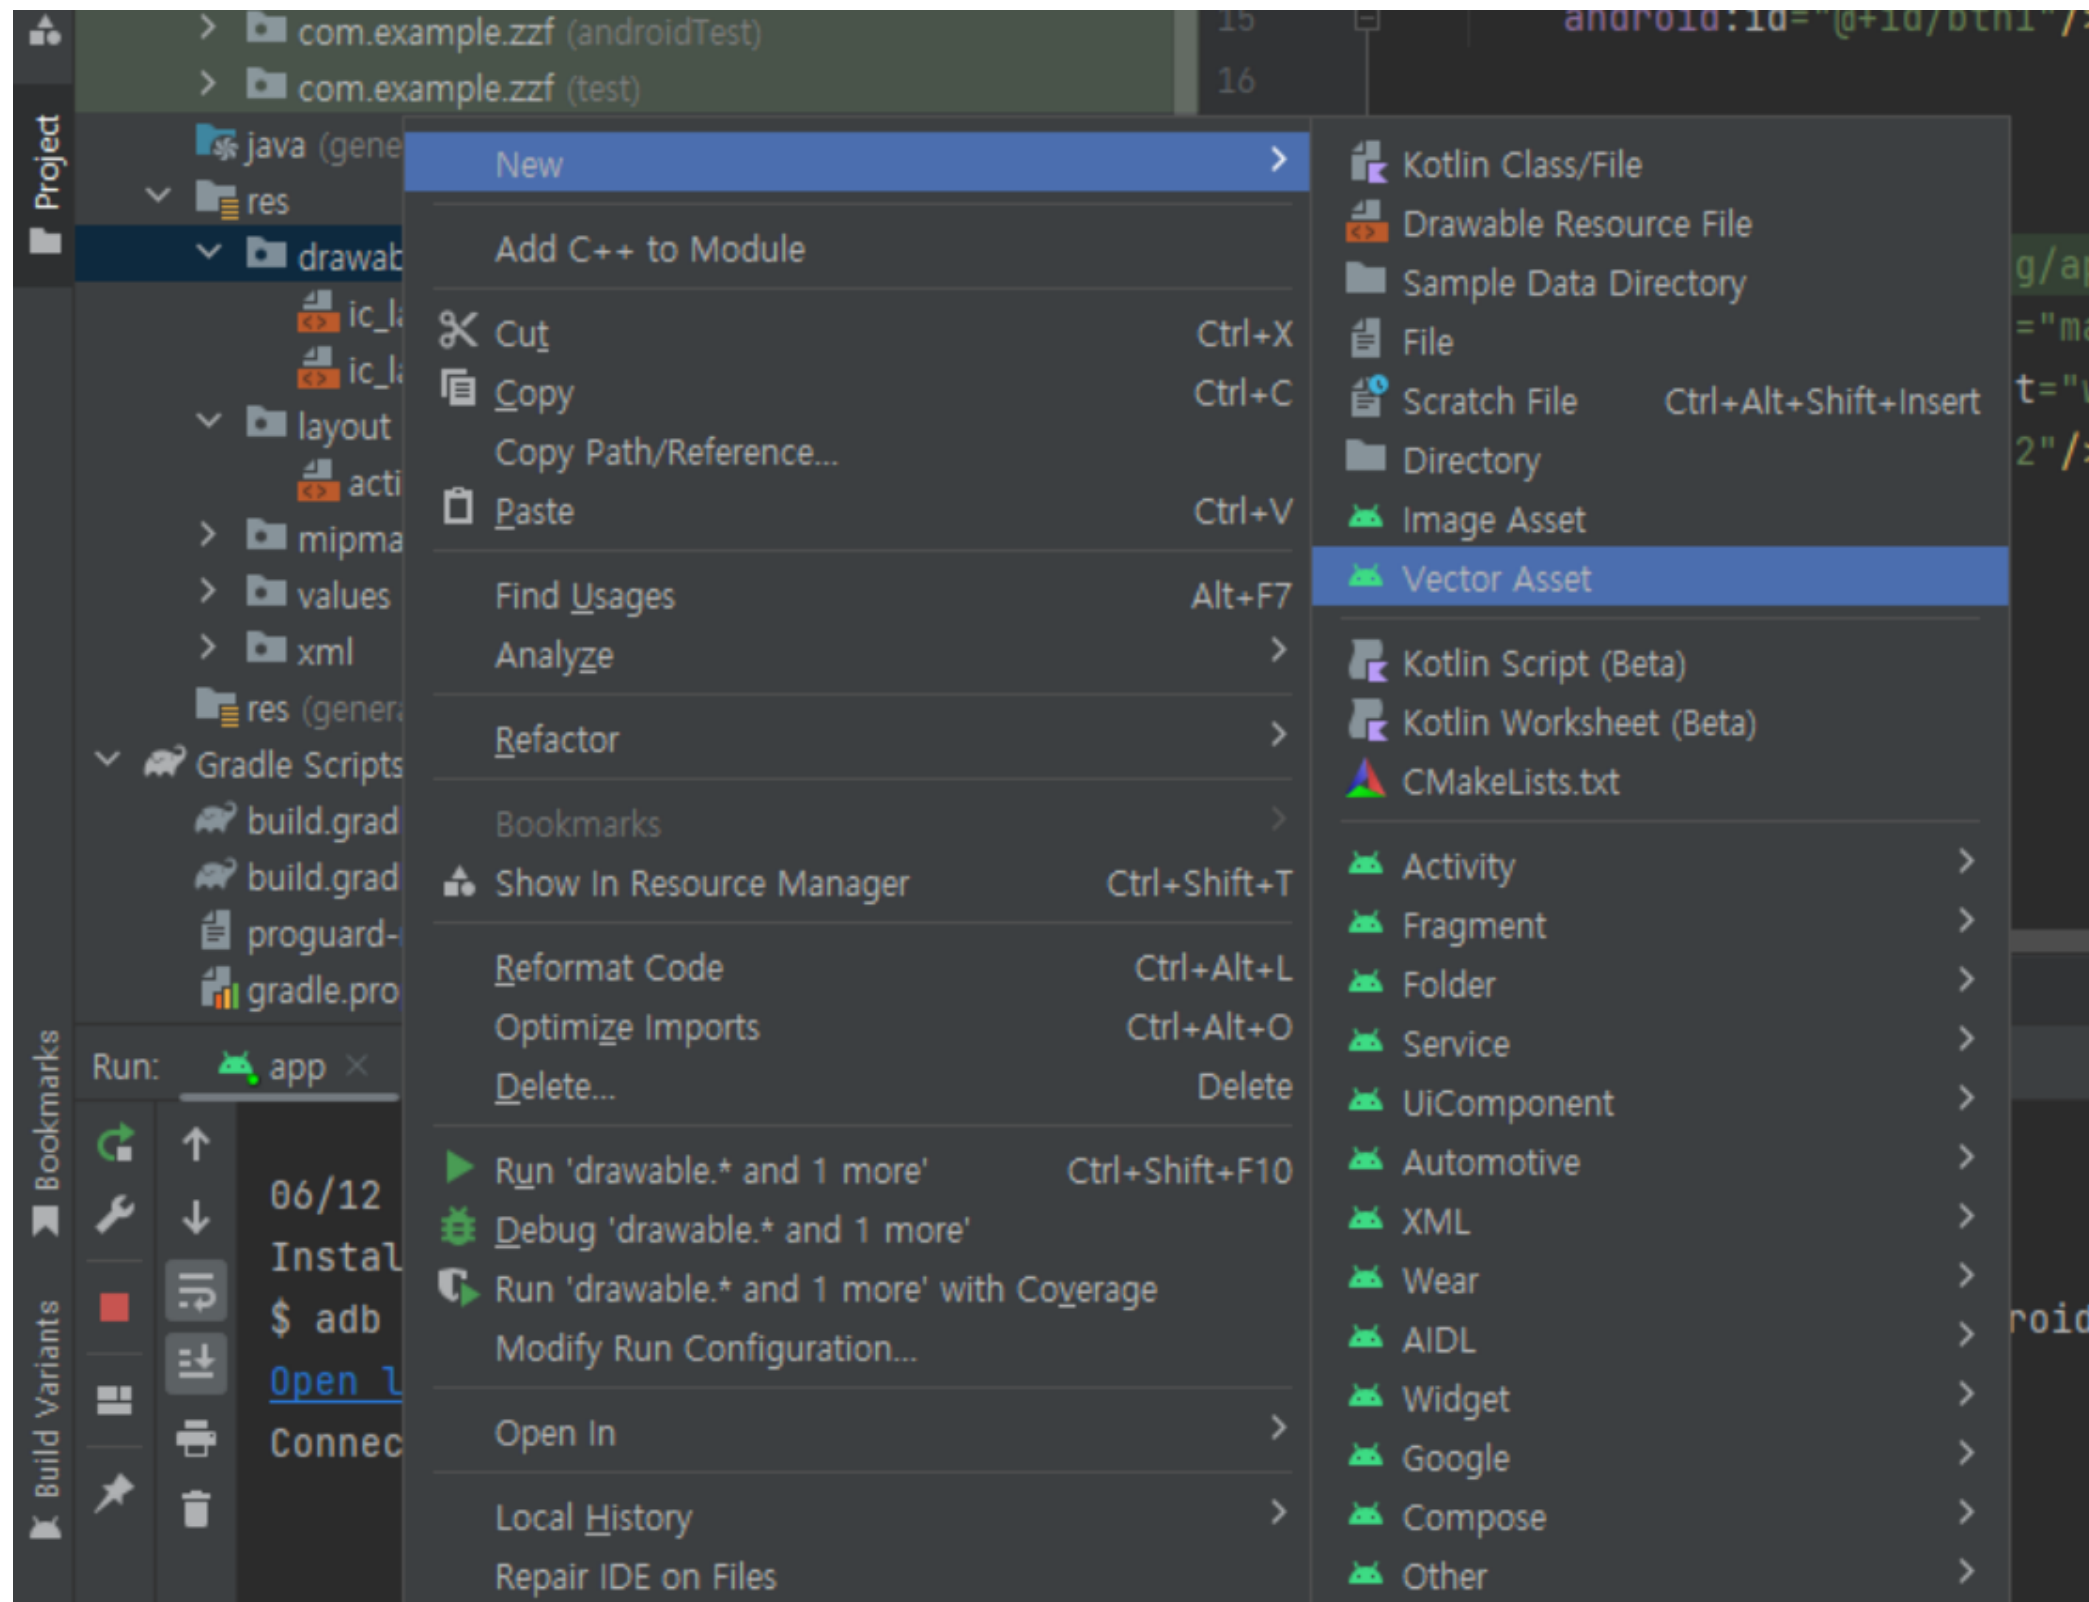 com.example.zzf (androidTest)
com.example.zzf (test)
java (gene
res
drawab
ic_la
ic_la
layout
acti
mipma
values
xml
res (genera
Gradle Scripts
build.grad
build.grad
proguard-
gradle.pro
Project
Bookmarks
Build Variants
15
16
android:id="@+id/btn1"/>
g/ap
="ma
t="w
2"/>
New
Add C++ to Module
Cut Ctrl+X
Copy Ctrl+C
Copy Path/Reference...
Paste Ctrl+V
Find Usages Alt+F7
Analyze
Refactor
Bookmarks
Show In Resource Manager Ctrl+Shift+T
Reformat Code Ctrl+Alt+L
Optimize Imports Ctrl+Alt+O
Delete... Delete
Run 'drawable.* and 1 more' Ctrl+Shift+F10
Debug 'drawable.* and 1 more'
Run 'drawable.* and 1 more' with Coverage
Modify Run Configuration...
Open In
Local History
Repair IDE on Files
Kotlin Class/File
Drawable Resource File
Sample Data Directory
File
Scratch File Ctrl+Alt+Shift+Insert
Directory
Image Asset
Vector Asset
Kotlin Script (Beta)
Kotlin Worksheet (Beta)
CMakeLists.txt
Activity
Fragment
Folder
Service
UiComponent
Automotive
XML
Wear
AIDL
Widget
Google
Compose
Other
Run: app
06/12
Instal
$ adb
Open l
Connec
roid